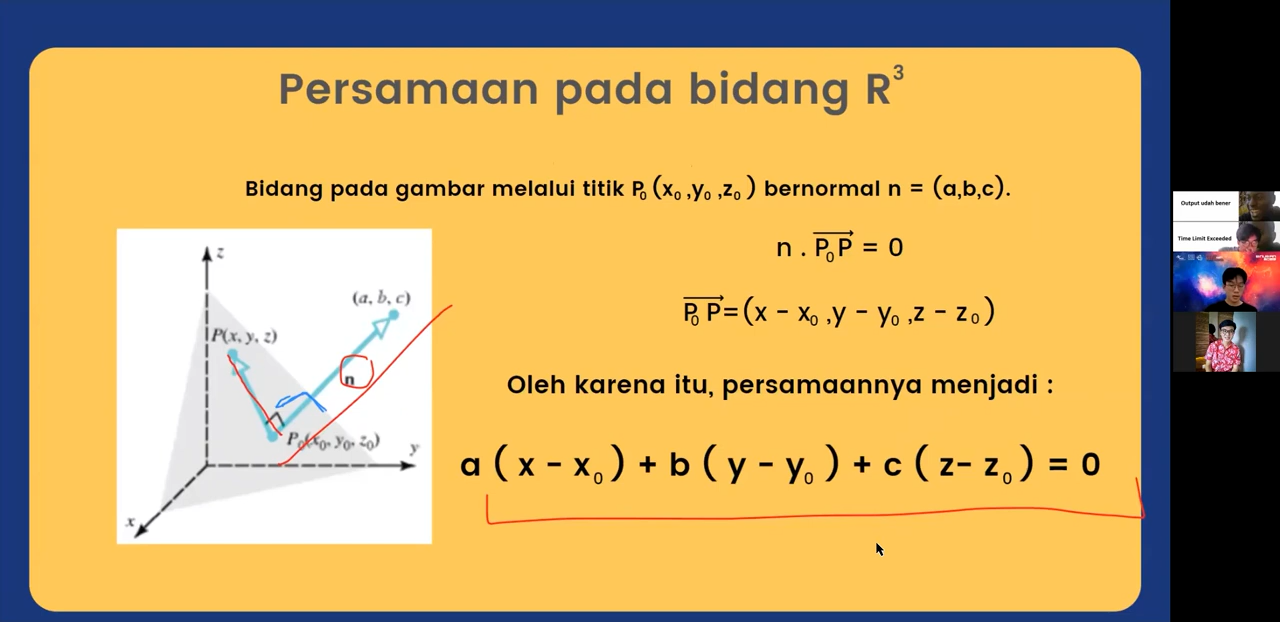 Persamaan pada bidang R³
Bidang pada gambar melalui titik P₀(x₀,y₀,z₀) bernormal n = (a,b,c).
n . P₀P = 0
P₀P=(x − x₀,y − y₀,z − z₀)
Oleh karena itu, persamaannya menjadi :
a (x − x₀) + b (y − y₀) + c (z− z₀) = 0
z
(a, b, c)
P(x, y, z)
n
P₀(x₀, y₀, z₀)
y
x
Output udah bener
Time Limit Exceeded